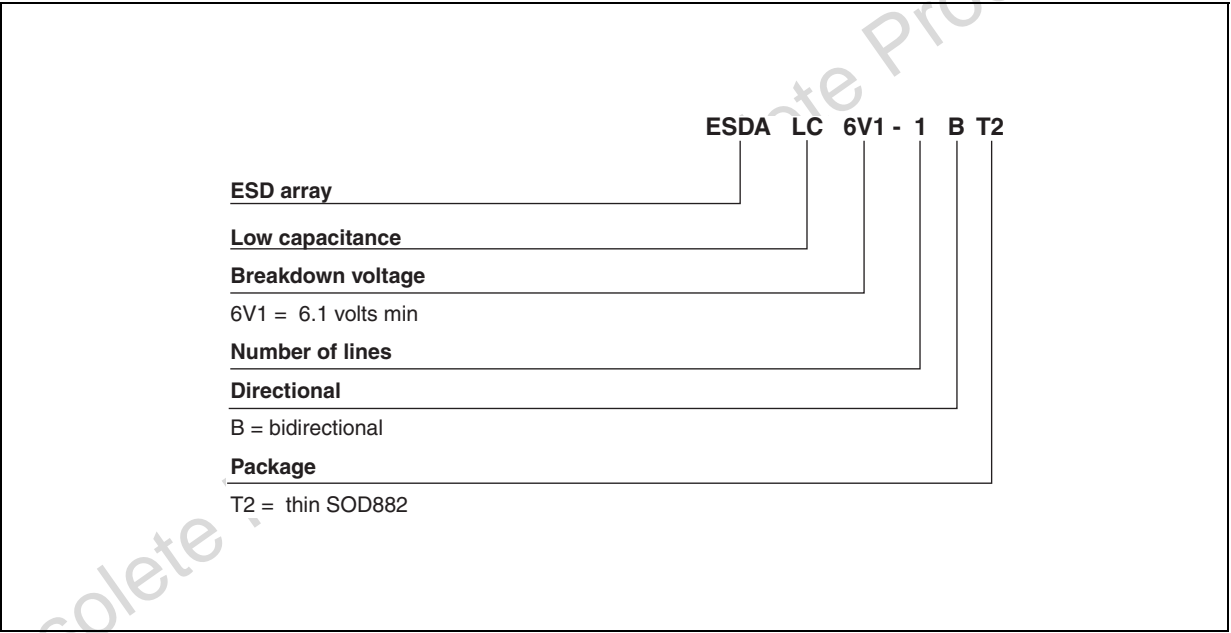 ESDA LC 6V1 - 1 B T2
ESD array
Low capacitance
Breakdown voltage
6V1 = 6.1 volts min
Number of lines
Directional
B = bidirectional
Package
T2 = thin SOD882